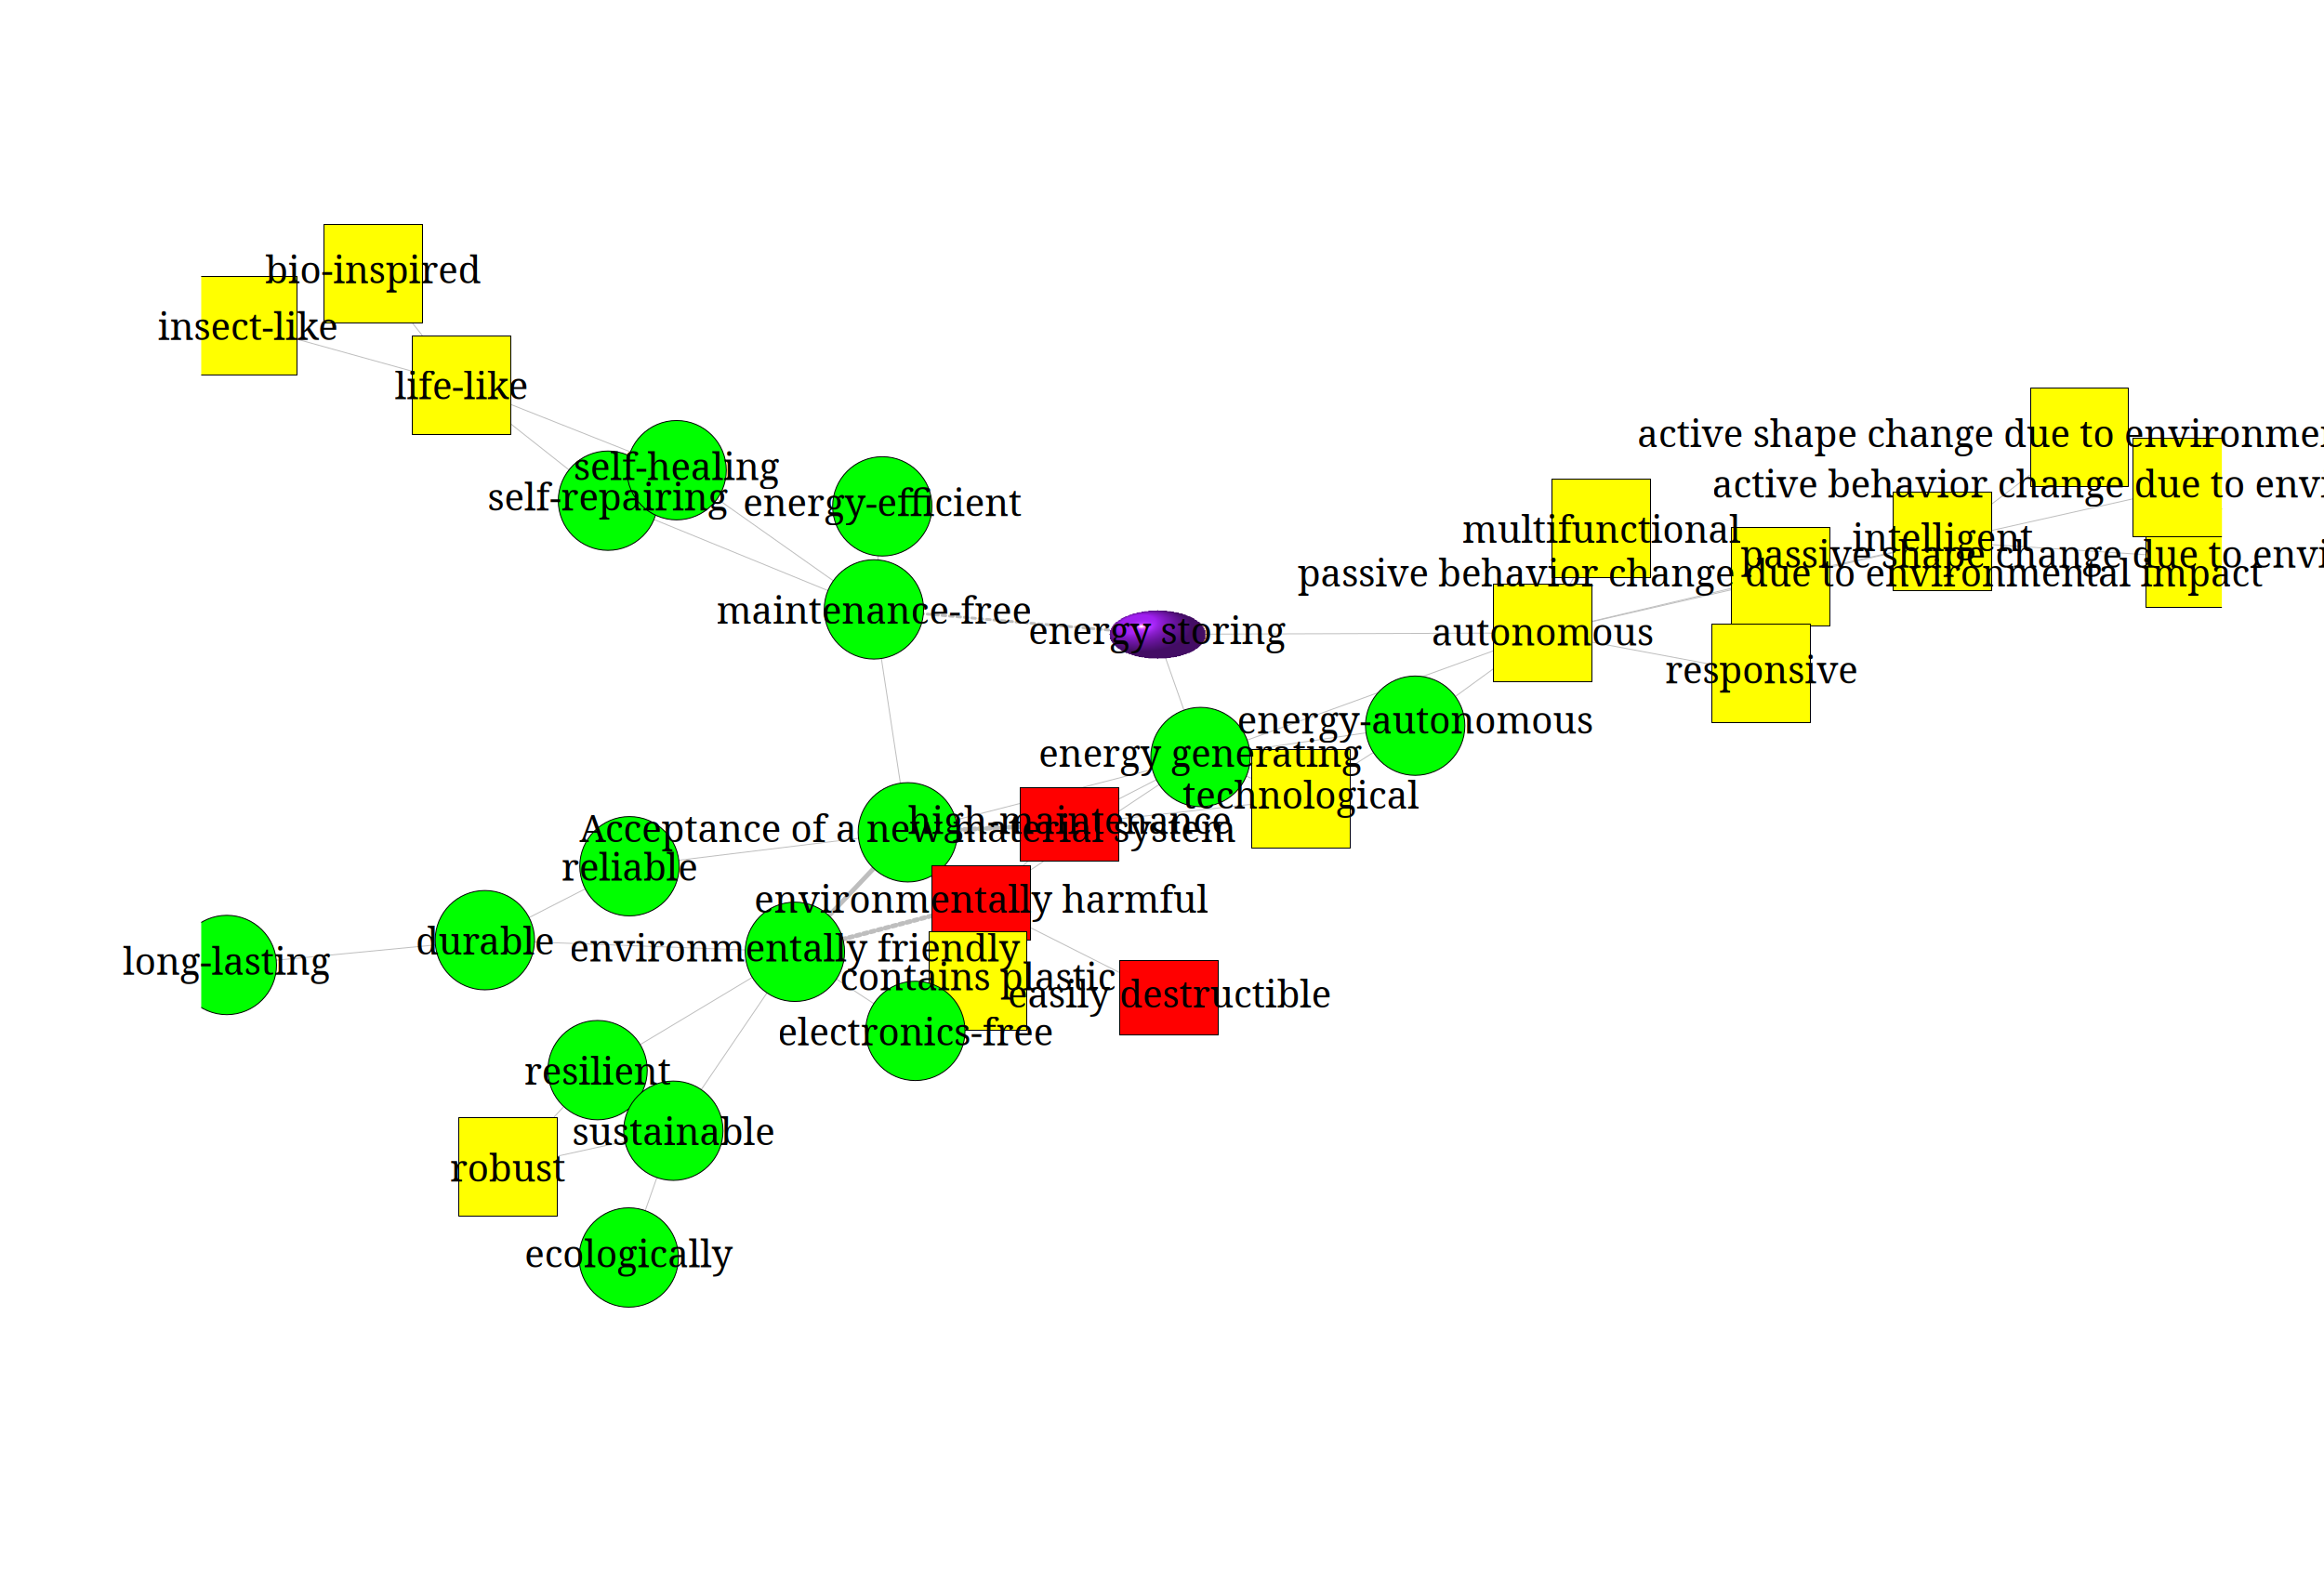 bio-inspired
insect-like
life-like
active shape change due to environmen
self-healing
active behavior change due to envi
self-repairing
energy-efficient
multifunctional
intelligent
passive shape change due to envi
passive behavior change due to environmental impact
maintenance-free
energy storing
autonomous
responsive
energy-autonomous
energy generating
technological
high-maintenance
Acceptance of a new material system
reliable
environmentally harmful
durable
environmentally friendly
long-lasting
contains plastic
easily destructible
electronics-free
resilient
sustainable
robust
ecologically